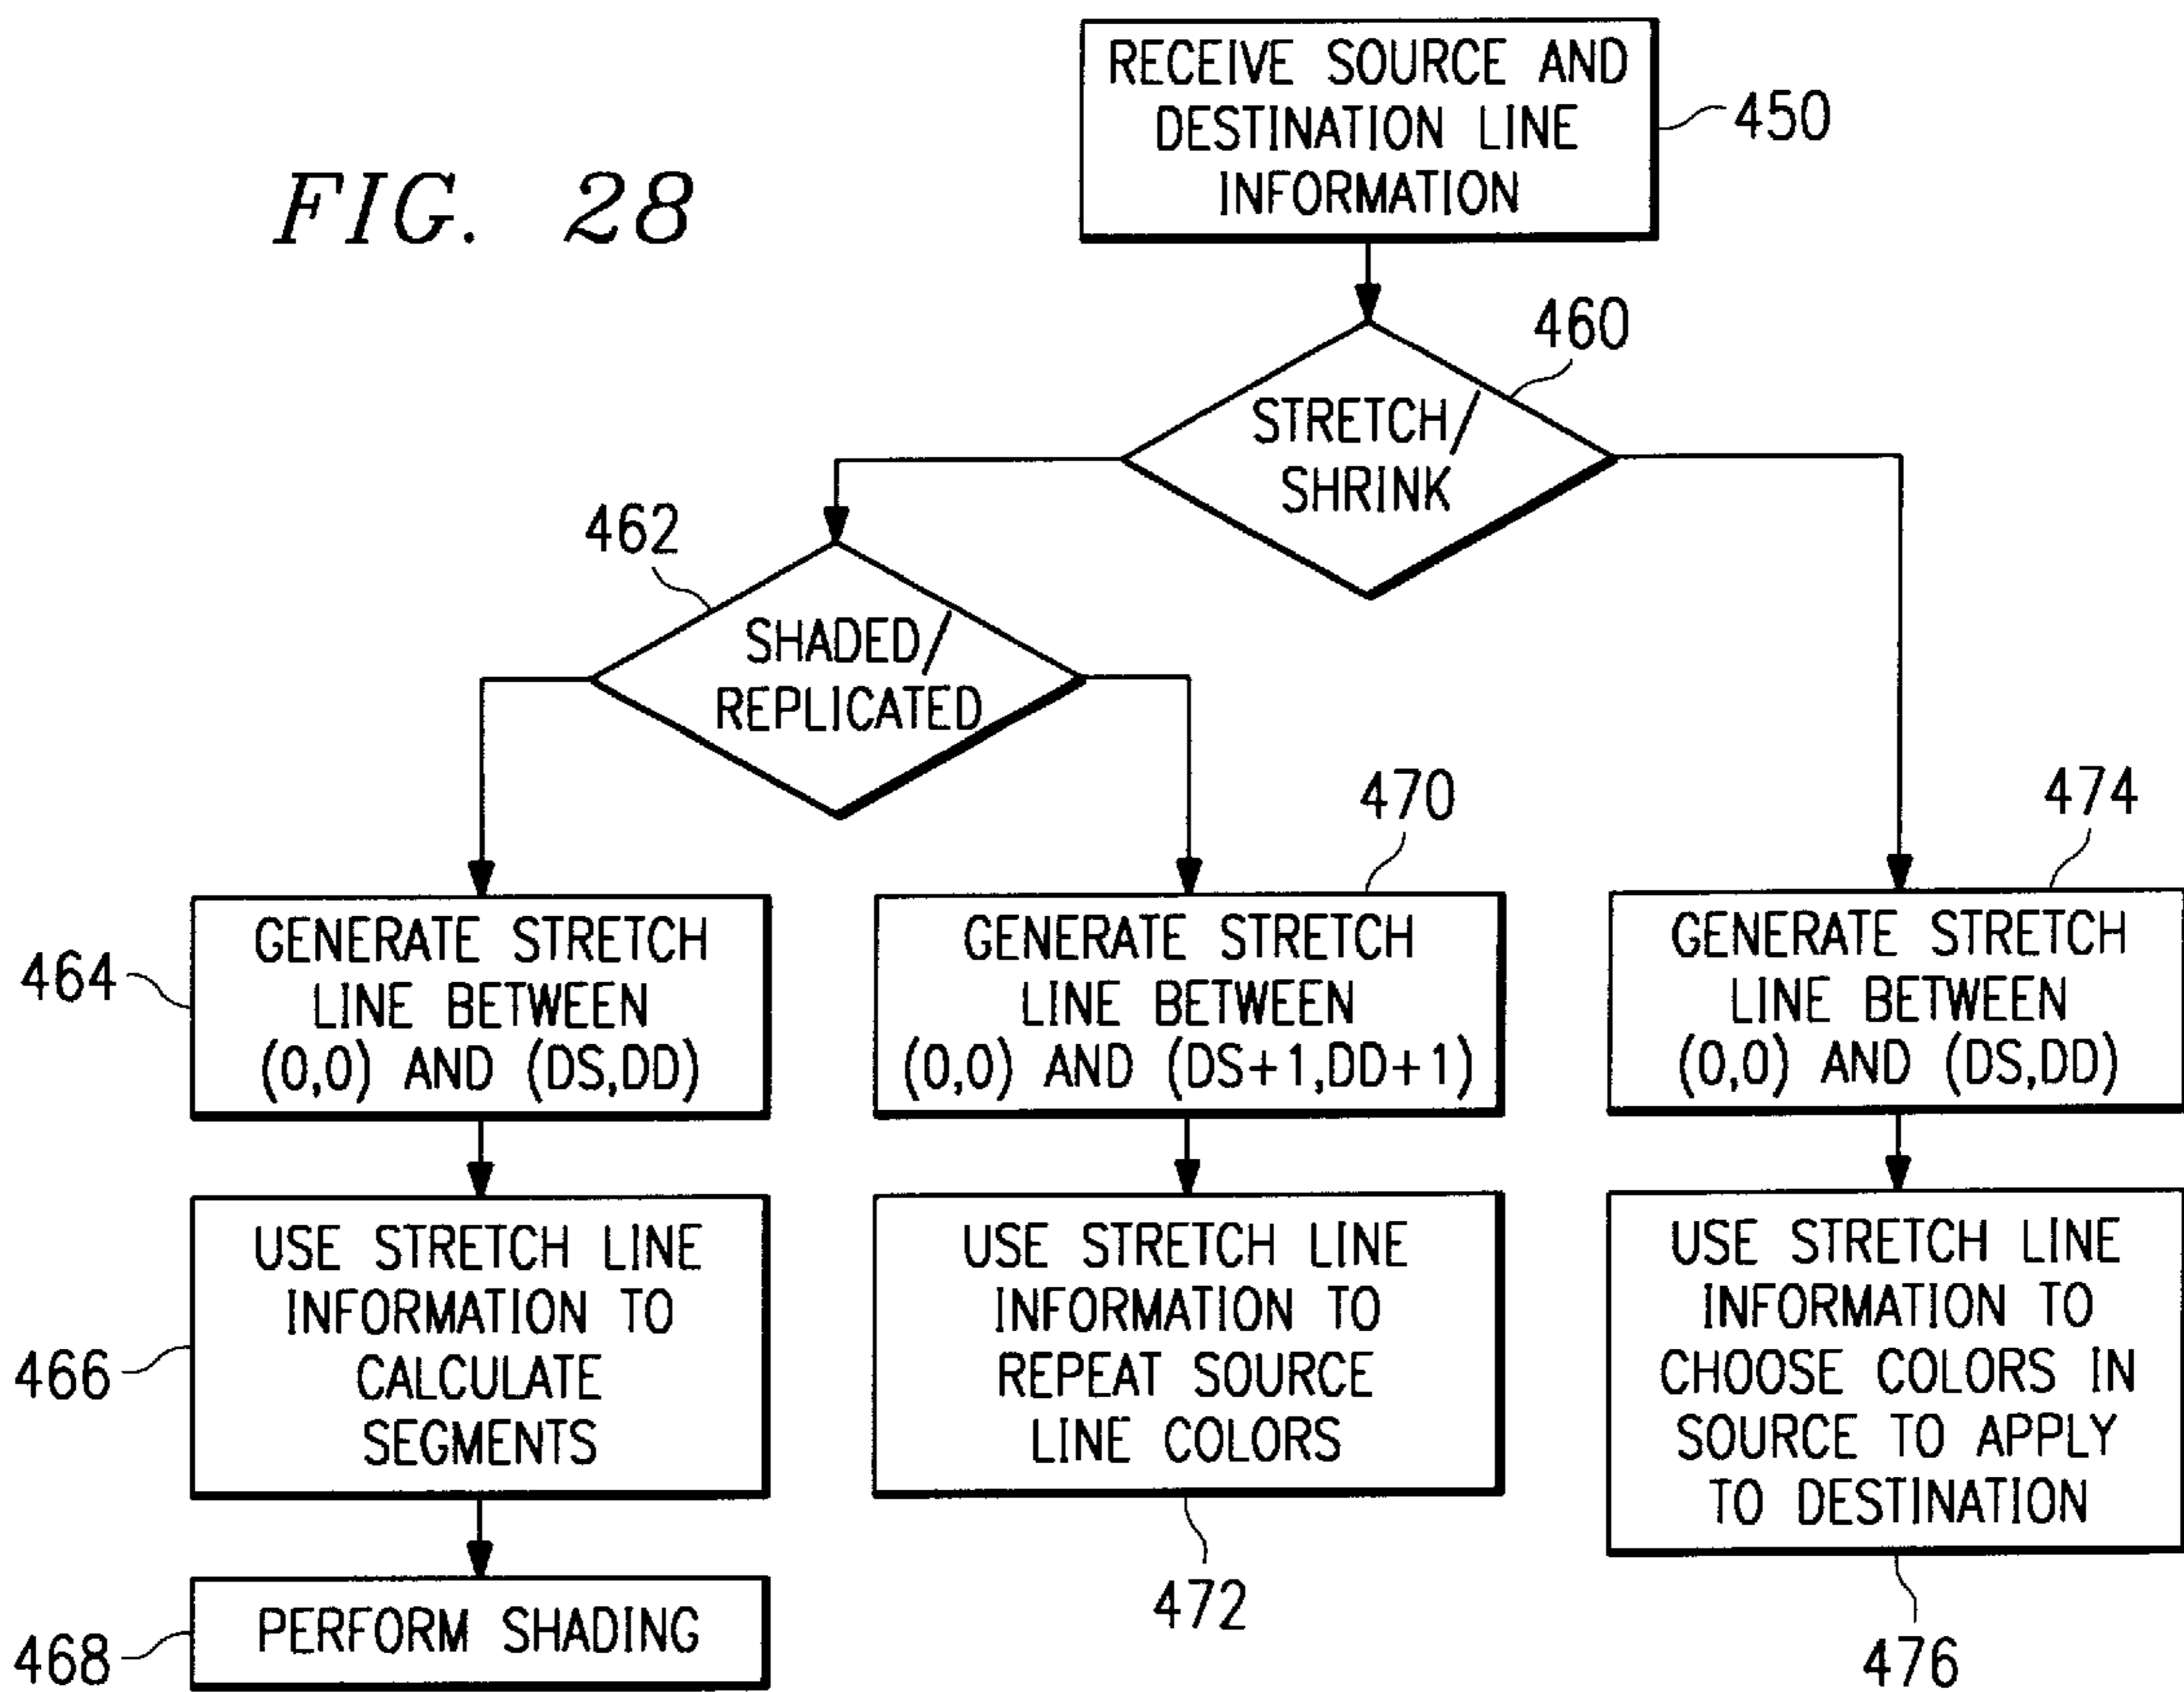 FIG. 28
RECEIVE SOURCE AND
DESTINATION LINE
INFORMATION
450
STRETCH/
SHRINK
460
462
SHADED/
REPLICATED
464
GENERATE STRETCH
LINE BETWEEN
(0,0) AND (DS,DD)
466
USE STRETCH LINE
INFORMATION TO
CALCULATE
SEGMENTS
468
PERFORM SHADING
470
GENERATE STRETCH
LINE BETWEEN
(0,0) AND (DS+1,DD+1)
USE STRETCH LINE
INFORMATION TO
REPEAT SOURCE
LINE COLORS
472
474
GENERATE STRETCH
LINE BETWEEN
(0,0) AND (DS,DD)
USE STRETCH LINE
INFORMATION TO
CHOOSE COLORS IN
SOURCE TO APPLY
TO DESTINATION
476